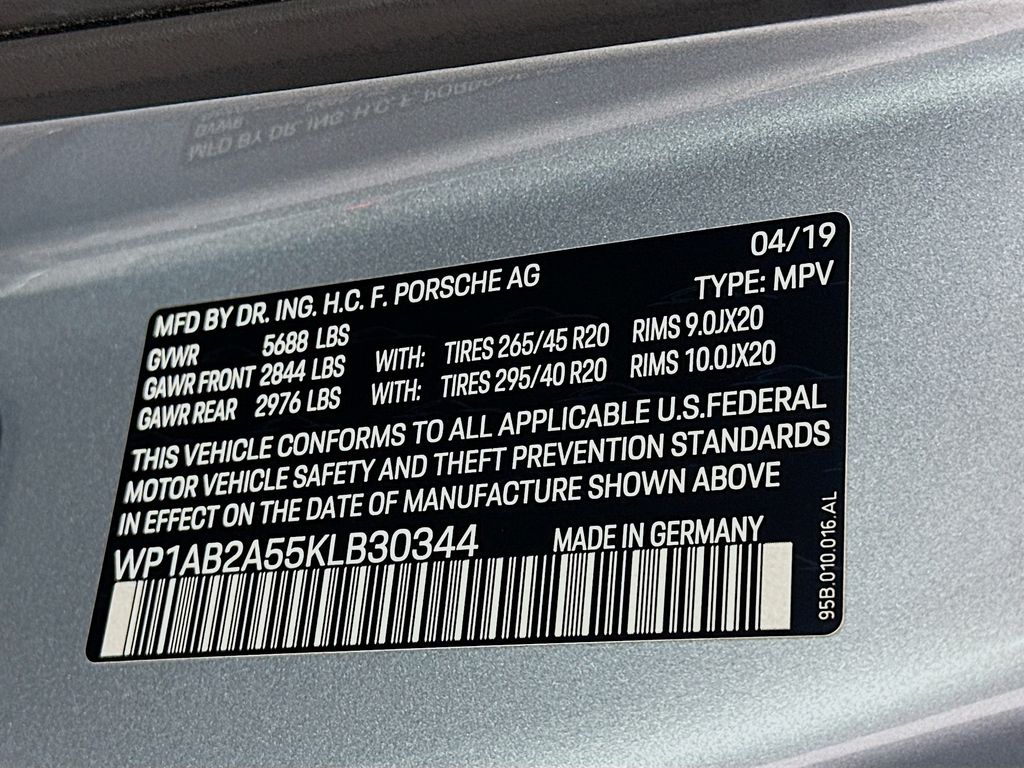 04/19
MFD BY DR. ING. H.C. F. PORSCHE AG TYPE: MPV
GVWR 5688 LBS
GAWR FRONT 2844 LBS WITH: TIRES 265/45 R20 RIMS 9.0JX20
GAWR REAR 2976 LBS WITH: TIRES 295/40 R20 RIMS 10.0JX20
THIS VEHICLE CONFORMS TO ALL APPLICABLE U.S.FEDERAL
MOTOR VEHICLE SAFETY AND THEFT PREVENTION STANDARDS
IN EFFECT ON THE DATE OF MANUFACTURE SHOWN ABOVE
WP1AB2A55KLB30344 MADE IN GERMANY
95B.010.016.AL